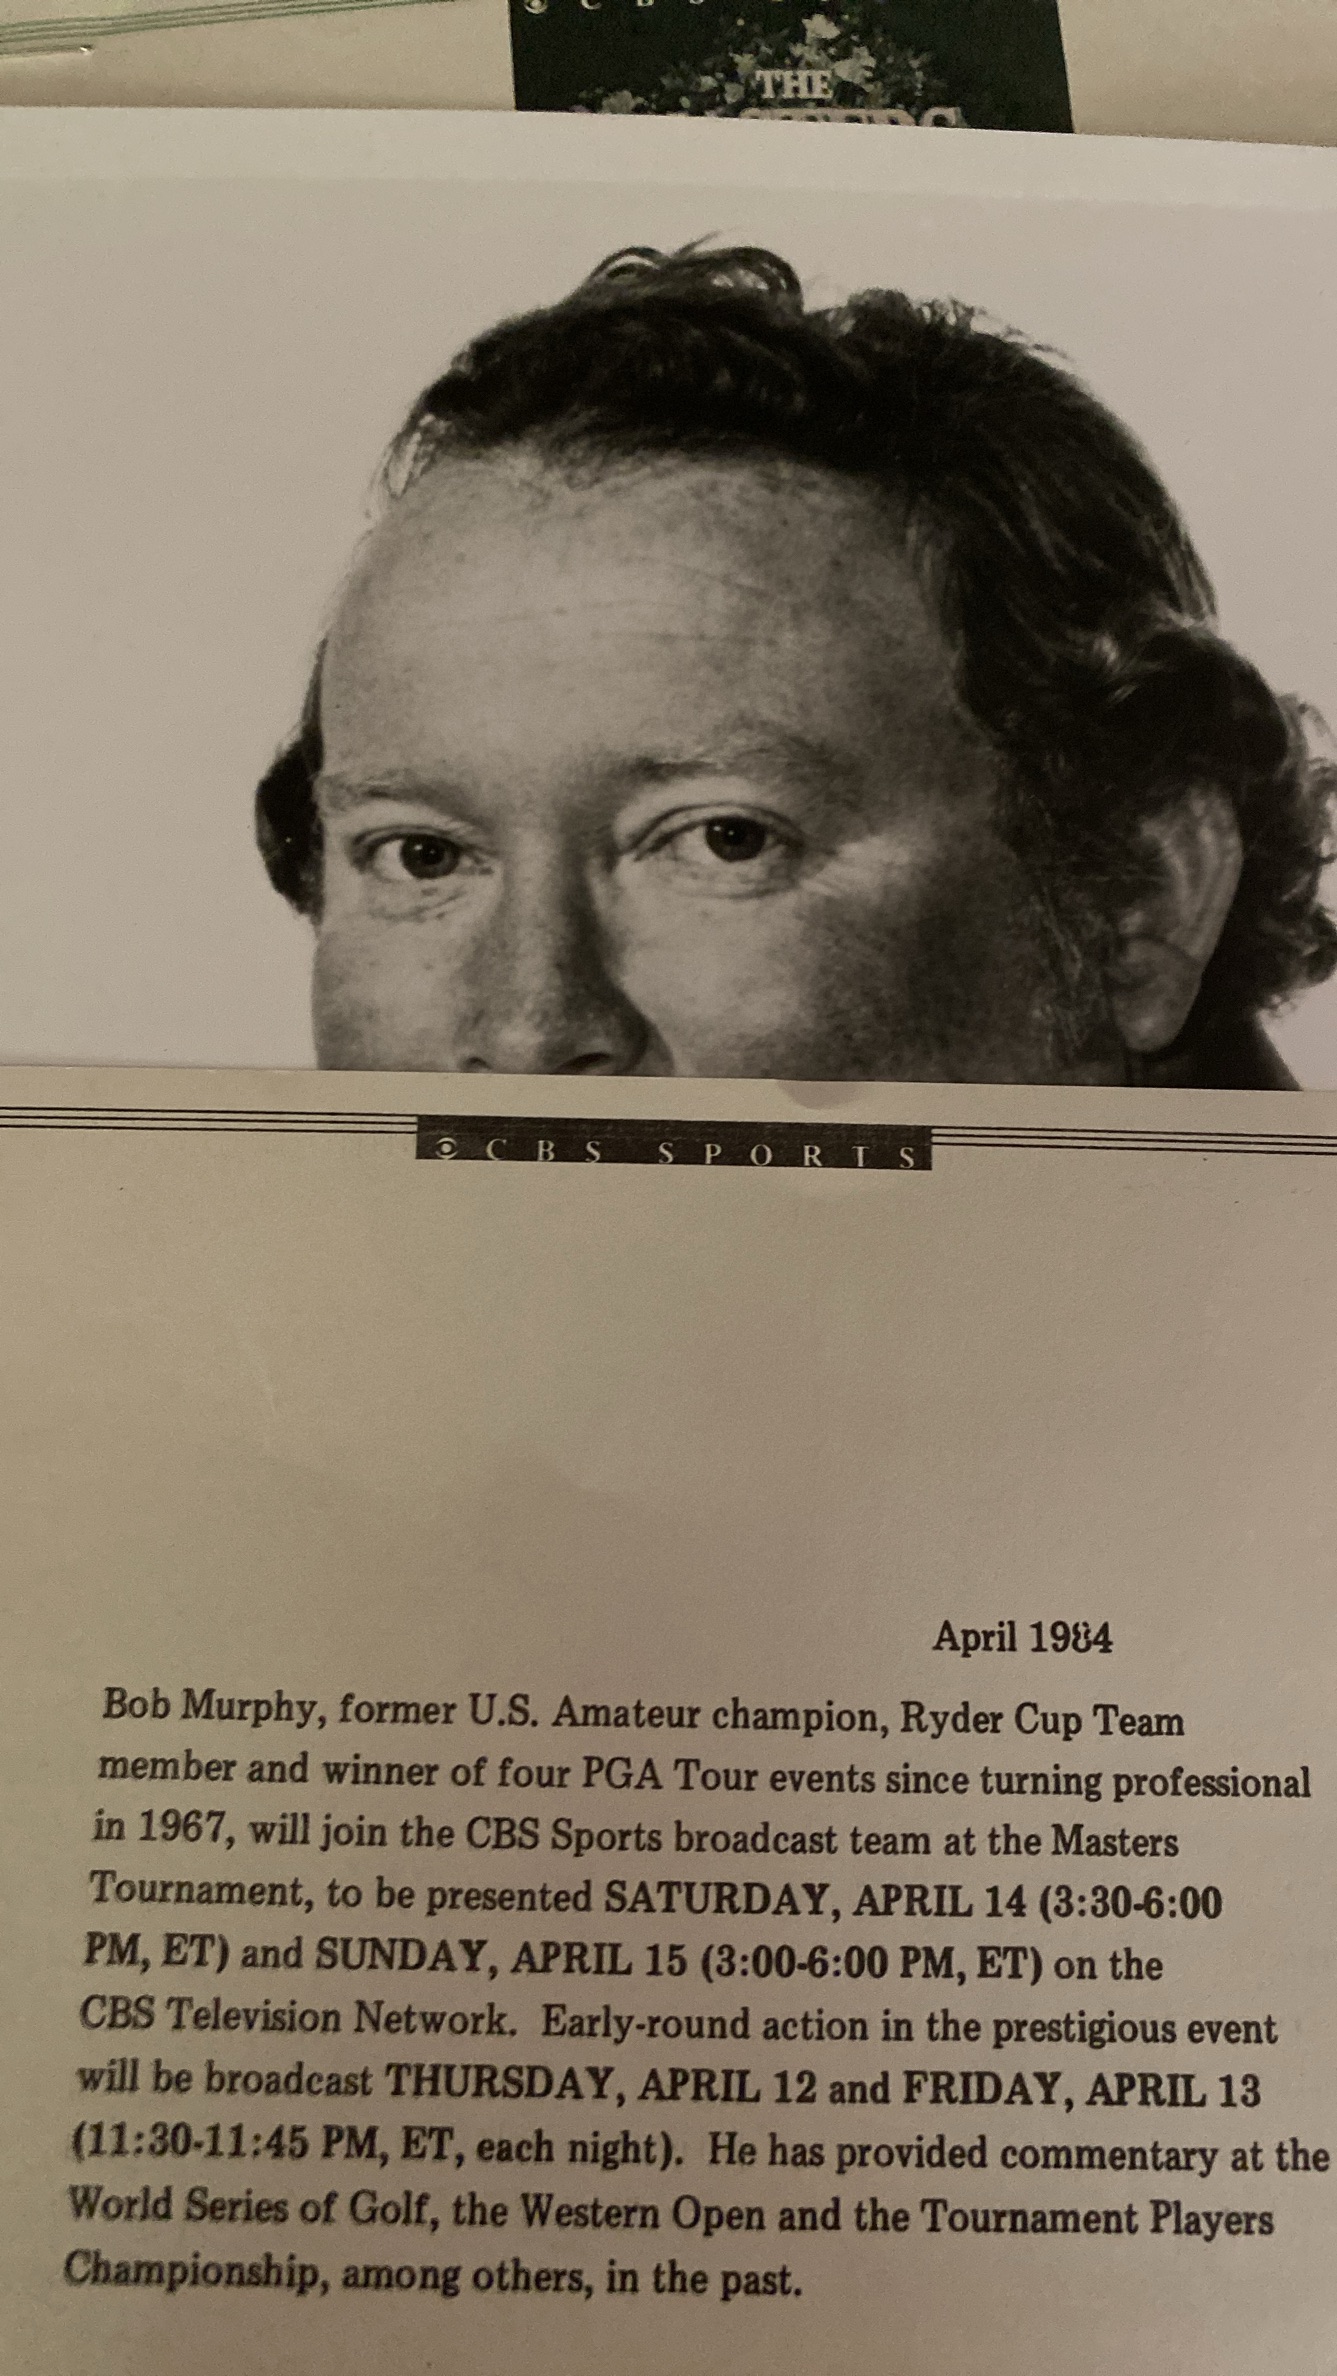 CBS
THE
MASTERS
CBS SPORTS
April 1984
Bob Murphy, former U.S. Amateur champion, Ryder Cup Team
member and winner of four PGA Tour events since turning professional
in 1967, will join the CBS Sports broadcast team at the Masters
Tournament, to be presented SATURDAY, APRIL 14 (3:30-6:00
PM, ET) and SUNDAY, APRIL 15 (3:00-6:00 PM, ET) on the
CBS Television Network. Early-round action in the prestigious event
will be broadcast THURSDAY, APRIL 12 and FRIDAY, APRIL 13
(11:30-11:45 PM, ET, each night). He has provided commentary at the
World Series of Golf, the Western Open and the Tournament Players
Championship, among others, in the past.